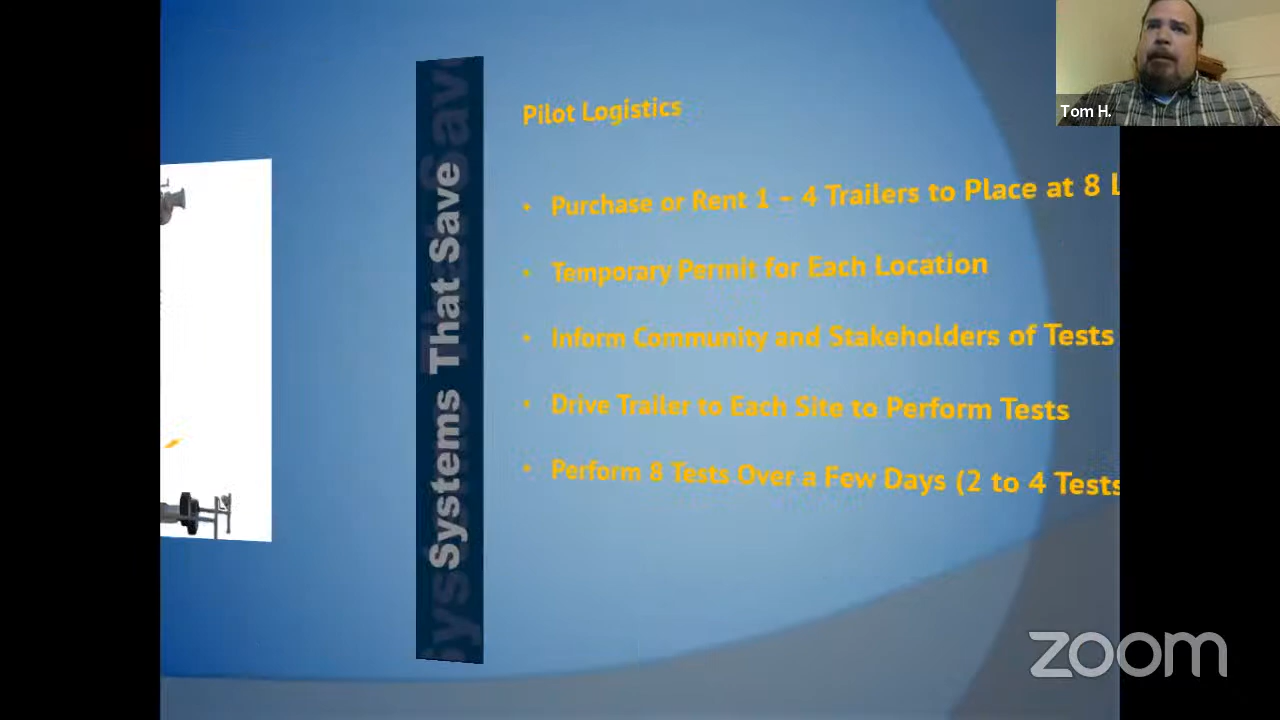 Tom H.
Systems That Save
Pilot Logistics
• Purchase or Rent 1 - 4 Trailers to Place at 8
• Temporary Permit for Each Location
• Inform Community and Stakeholders of Tests
• Drive Trailer to Each Site to Perform Tests
• Perform 8 Tests Over a Few Days (2 to 4 Tests
zoom